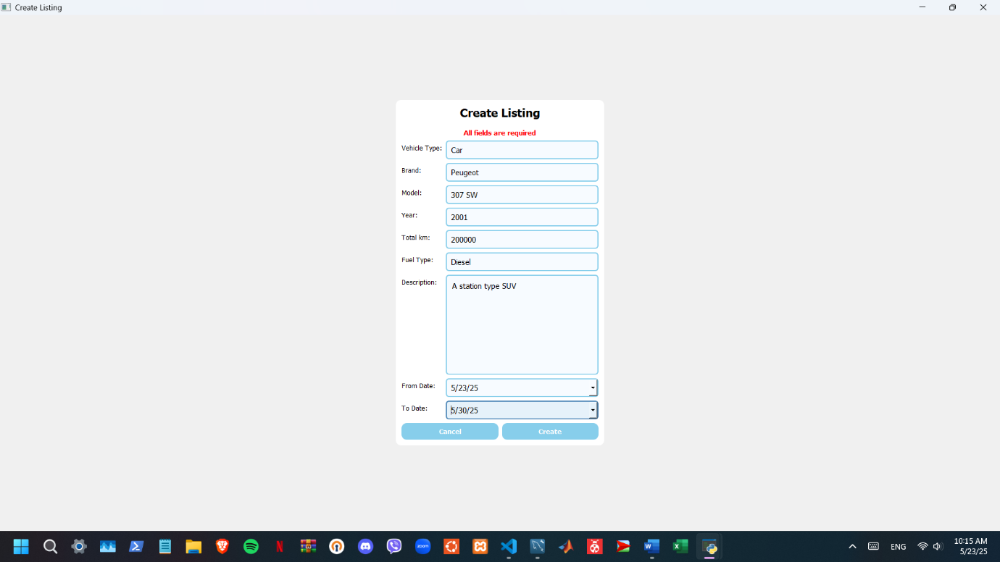 Create Listing
Create Listing
All fields are required
Vehicle Type: Car
Brand: Peugeot
Model: 307 SW
Year: 2001
Total km: 200000
Fuel Type: Diesel
Description: A station type SUV
From Date: 5/23/25
To Date: 5/30/25
Cancel Create
zoom
N
W
X
ENG
10:15 AM
5/23/25